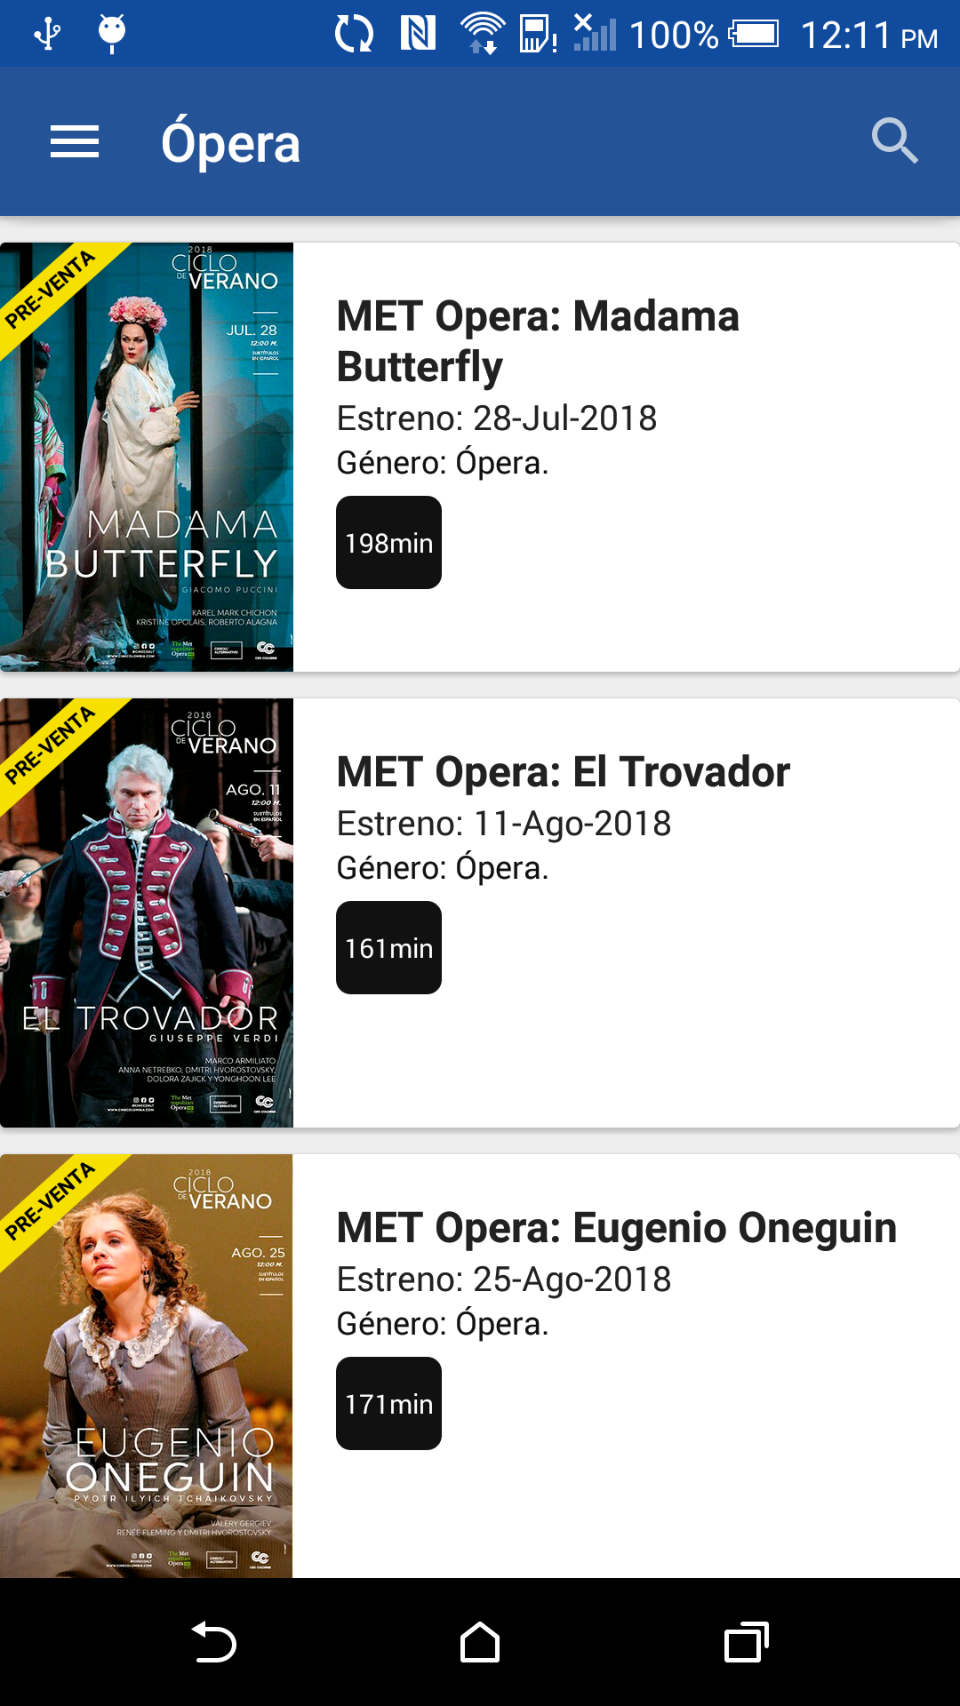 100% 12:11 PM
Ópera
PRE-VENTA
2018
CICLO
DE VERANO
JUL. 28
12:00 M.
SUBTÍTULOS
EN ESPAÑOL
MADAMA
BUTTERFLY
GIACOMO PUCCINI
KAREL MARK CHICHON
KRISTINE OPOLAIS, ROBERTO ALAGNA
MET Opera: Madama
Butterfly
Estreno: 28-Jul-2018
Género: Ópera.
198min
PRE-VENTA
2018
CICLO
DE VERANO
AGO. 11
12:00 M.
SUBTÍTULOS
EN ESPAÑOL
EL TROVADOR
GIUSEPPE VERDI
MARCO ARMILIATO
ANNA NETREBKO, DMITRI HVOROSTOVSKY,
DOLORA ZAJICK Y YONGHOON LEE
MET Opera: El Trovador
Estreno: 11-Ago-2018
Género: Ópera.
161min
PRE-VENTA
2018
CICLO
DE VERANO
AGO. 25
12:00 M.
SUBTÍTULOS
EN ESPAÑOL
EUGENIO
ONEGUIN
PYOTR ILYICH TCHAIKOVSKY
VALERY GERGIEV
RENÉE FLEMING Y DMITRI HVOROSTOVSKY
MET Opera: Eugenio Oneguin
Estreno: 25-Ago-2018
Género: Ópera.
171min